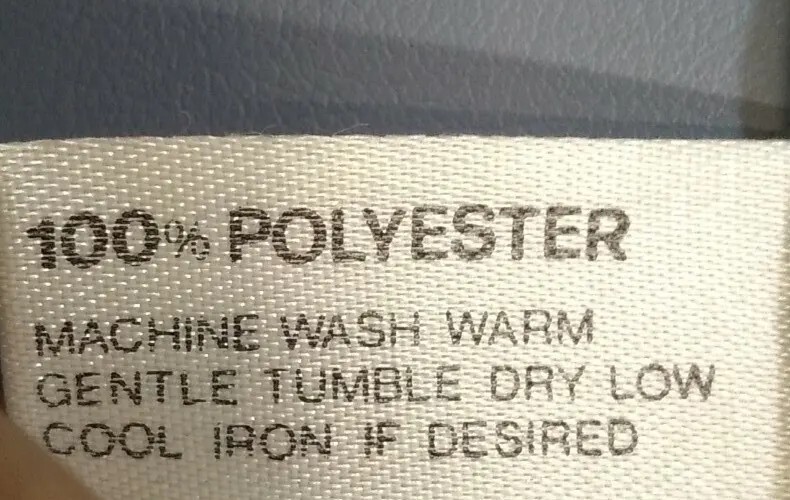 100% POLYESTER
MACHINE WASH WARM
GENTLE TUMBLE DRY LOW
COOL IRON IF DESIRED